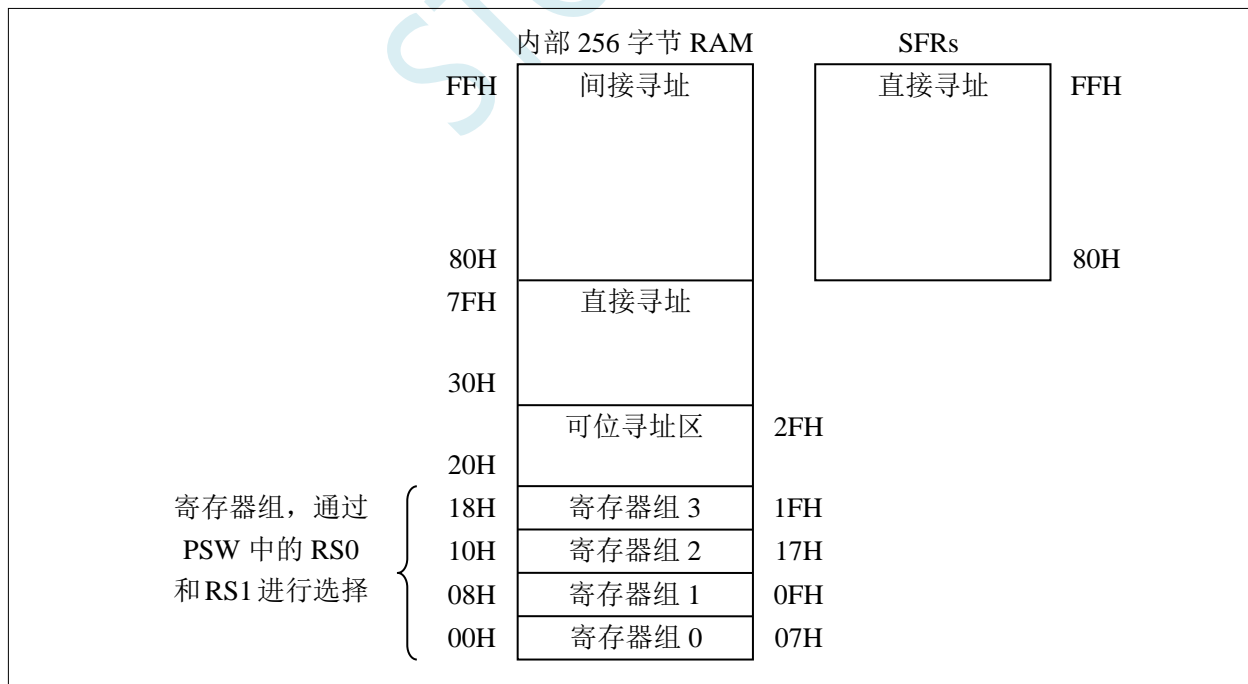 内部 256 字节 RAM SFRs
FFH 间接寻址 直接寻址 FFH
80H 80H
7FH 直接寻址
30H
可位寻址区 2FH
20H
寄存器组，通过 18H 寄存器组 3 1FH
PSW 中的 RS0 10H 寄存器组 2 17H
和 RS1 进行选择 08H 寄存器组 1 0FH
00H 寄存器组 0 07H